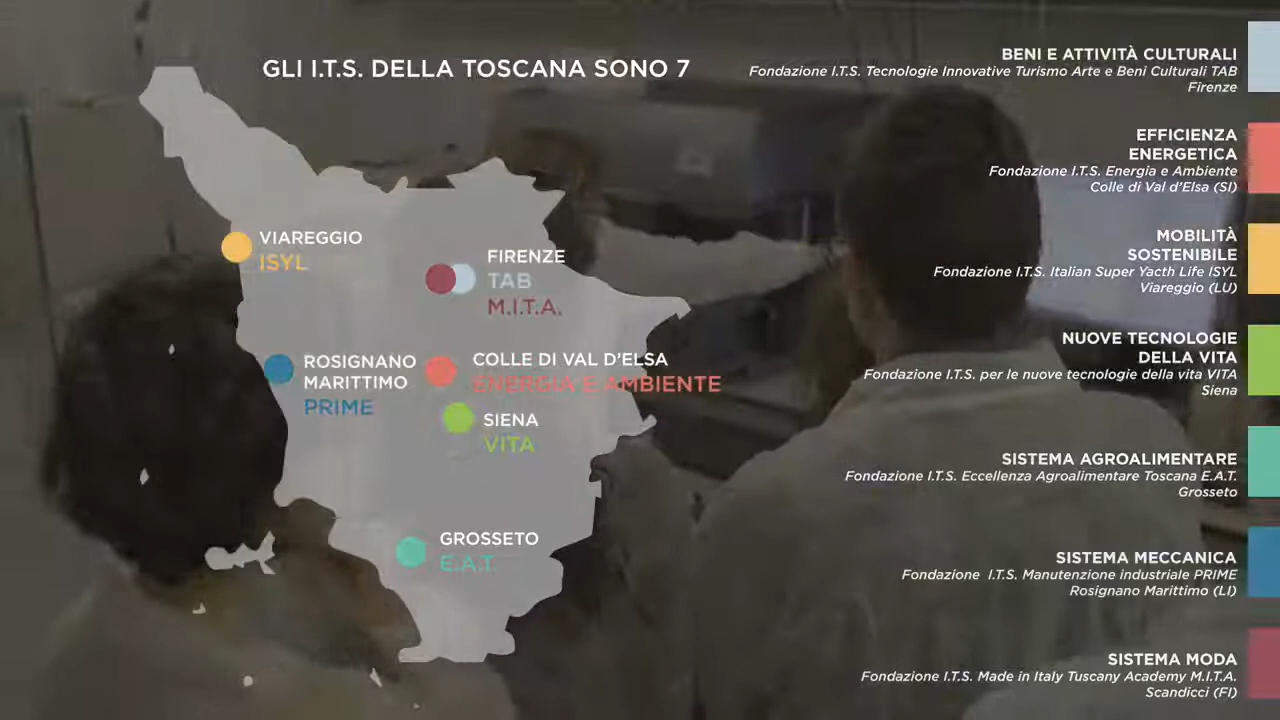 GLI I.T.S. DELLA TOSCANA SONO 7
VIAREGGIO
ISYL
FIRENZE
TAB
M.I.T.A.
ROSIGNANO
MARITTIMO
PRIME
COLLE DI VAL D'ELSA
ENERGIA E AMBIENTE
SIENA
VITA
GROSSETO
E.A.T.
BENI E ATTIVITÀ CULTURALI
Fondazione I.T.S. Tecnologie Innovative Turismo Arte e Beni Culturali TAB
Firenze
EFFICIENZA
ENERGETICA
Fondazione I.T.S. Energia e Ambiente
Colle di Val d'Elsa (SI)
MOBILITÀ
SOSTENIBILE
Fondazione I.T.S. Italian Super Yacth Life ISYL
Viareggio (LU)
NUOVE TECNOLOGIE
DELLA VITA
Fondazione I.T.S. per le nuove tecnologie della vita VITA
Siena
SISTEMA AGROALIMENTARE
Fondazione I.T.S. Eccellenza Agroalimentare Toscana E.A.T.
Grosseto
SISTEMA MECCANICA
Fondazione I.T.S. Manutenzione industriale PRIME
Rosignano Marittimo (LI)
SISTEMA MODA
Fondazione I.T.S. Made in Italy Tuscany Academy M.I.T.A.
Scandicci (FI)